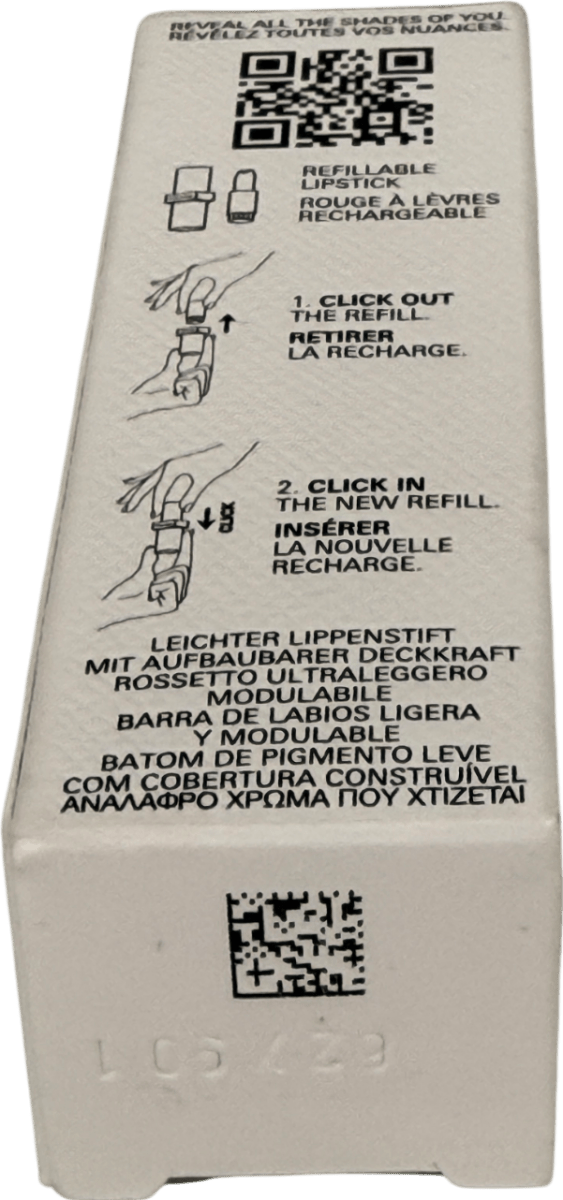 REVEAL ALL THE SHADES OF YOU.
RÉVÉLEZ TOUTES VOS NUANCES.
REFILLABLE
LIPSTICK
ROUGE À LÈVRES
RECHARGEABLE
1. CLICK OUT
THE REFILL.
RETIRER
LA RECHARGE.
CLICK
2. CLICK IN
THE NEW REFILL.
INSÉRER
LA NOUVELLE
RECHARGE.
LEICHTER LIPPENSTIFT
MIT AUFBAUBARER DECKKRAFT
ROSSETTO ULTRALEGGERO
MODULABILE
BARRA DE LABIOS LIGERA
Y MODULABLE
BATOM DE PIGMENTO LEVE
COM COBERTURA CONSTRUÍVEL
ΑΝΑΛΑΦΡΟ ΧΡΩΜΑ ΠΟΥ ΧΤΙΖΕΤΑΙ